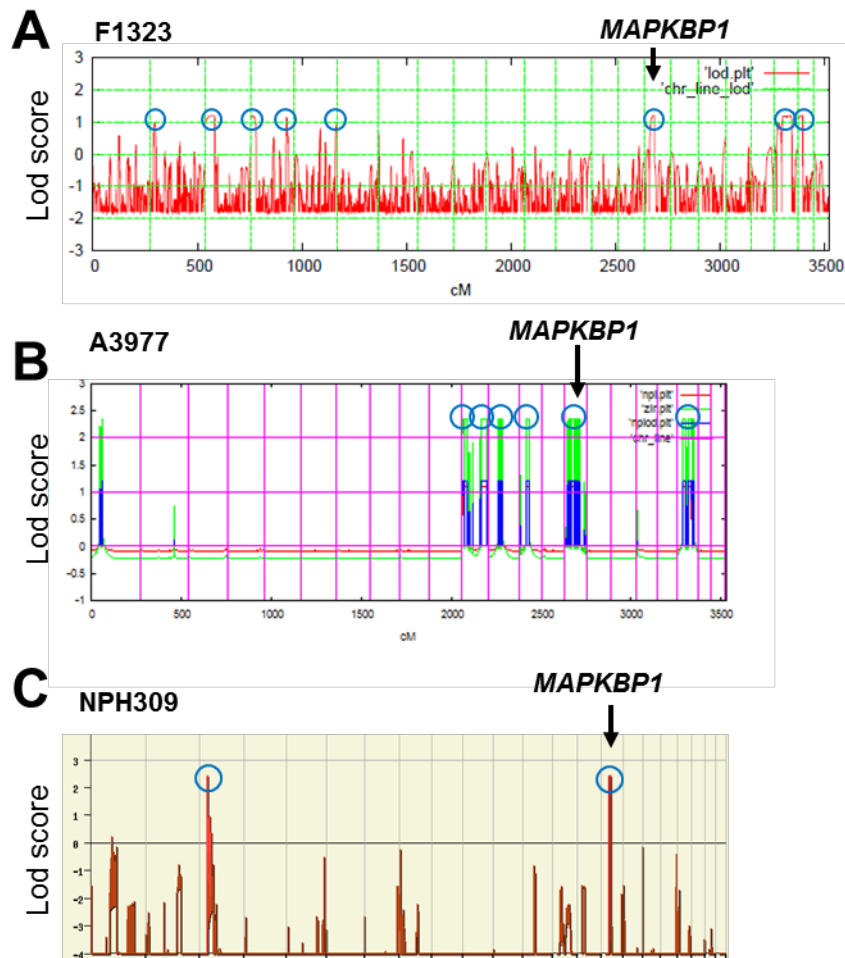 A
F1323
MAPKBP1
Lod score
3
2
1
0
-1
-2
-3
'lod.plt'
'chr_line_lod'
0 500 1000 1500 2000 2500 3000 3500
cM
B
A3977
MAPKBP1
Lod score
3
2.5
2
1.5
1
0.5
0
-0.5
-1
'npl.plt'
'zlr.plt'
'nplod.plt'
'chr_line'
0 500 1000 1500 2000 2500 3000 3500
cM
C
NPH309
MAPKBP1
Lod score
3
2
1
0
-1
-2
-3
-4